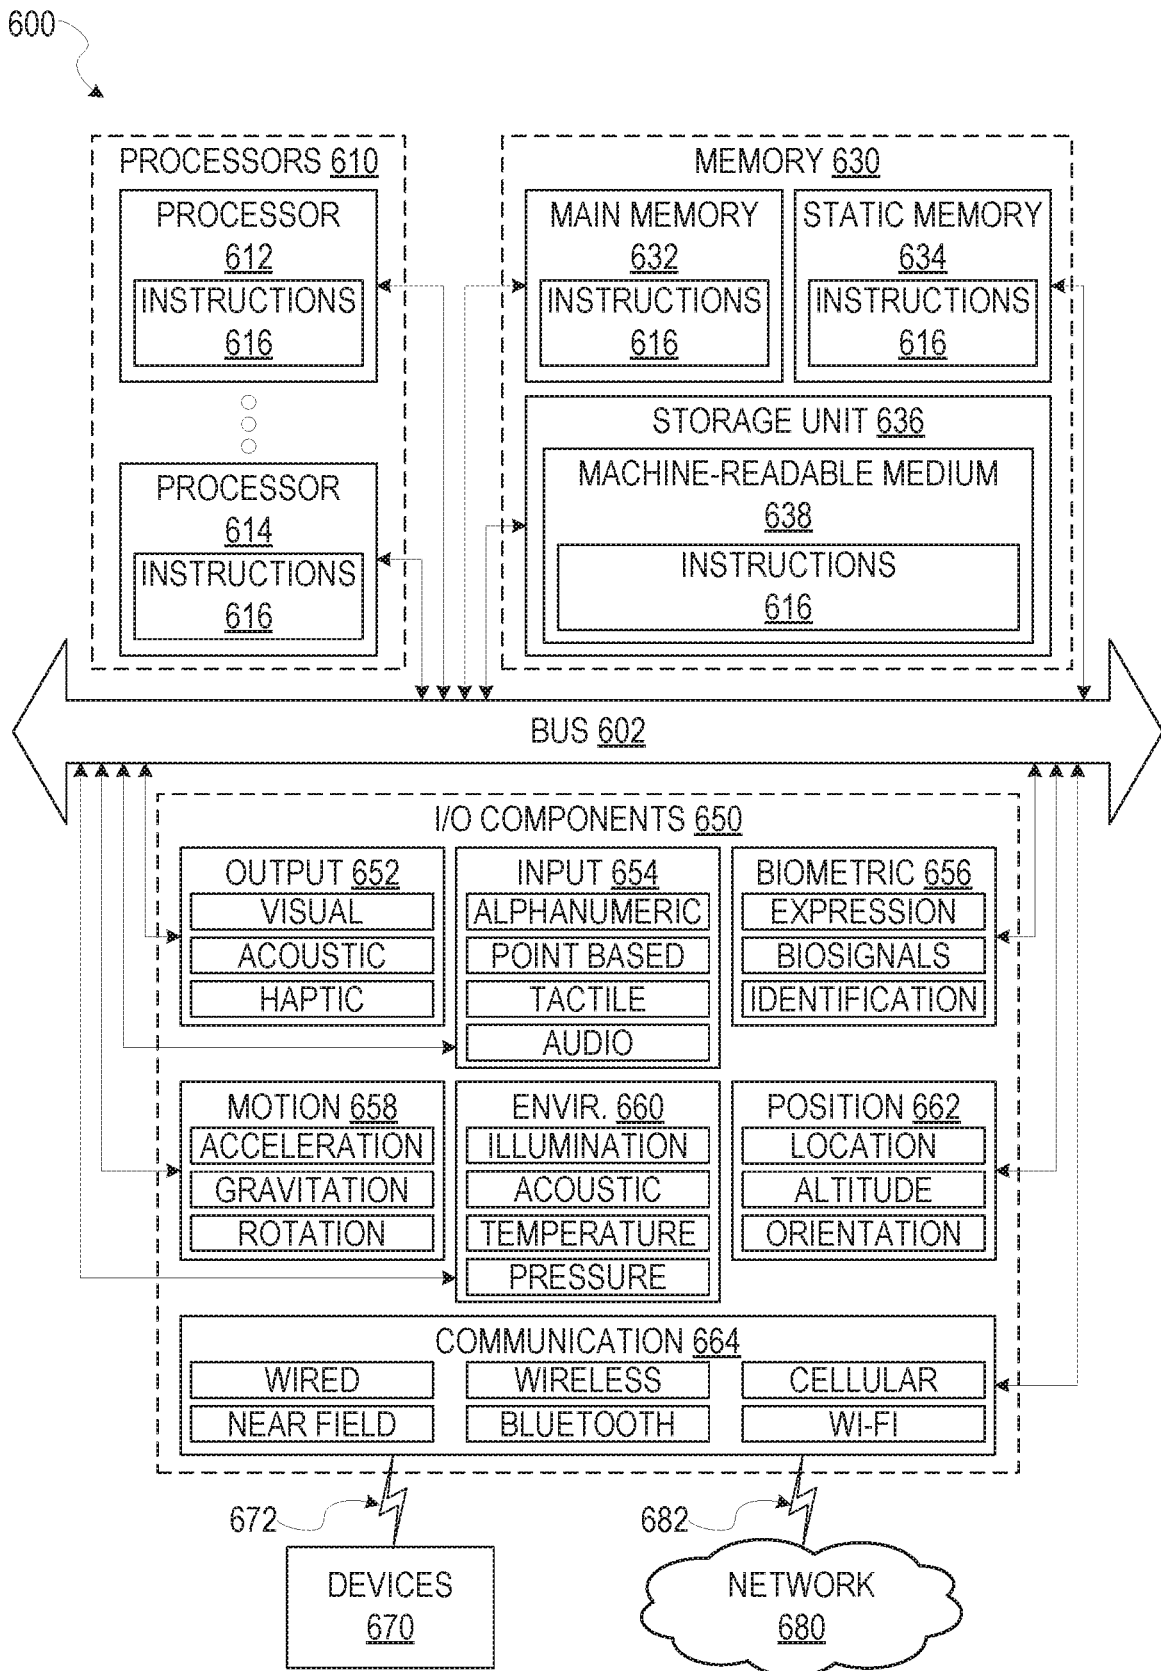 600
PROCESSORS 610
PROCESSOR
612
INSTRUCTIONS
616
PROCESSOR
614
INSTRUCTIONS
616
MEMORY 630
MAIN MEMORY
632
INSTRUCTIONS
616
STATIC MEMORY
634
INSTRUCTIONS
616
STORAGE UNIT 636
MACHINE-READABLE MEDIUM
638
INSTRUCTIONS
616
BUS 602
I/O COMPONENTS 650
OUTPUT 652
VISUAL
ACOUSTIC
HAPTIC
INPUT 654
ALPHANUMERIC
POINT BASED
TACTILE
AUDIO
BIOMETRIC 656
EXPRESSION
BIOSIGNALS
IDENTIFICATION
MOTION 658
ACCELERATION
GRAVITATION
ROTATION
ENVIR. 660
ILLUMINATION
ACOUSTIC
TEMPERATURE
PRESSURE
POSITION 662
LOCATION
ALTITUDE
ORIENTATION
COMMUNICATION 664
WIRED
WIRELESS
CELLULAR
NEAR FIELD
BLUETOOTH
WI-FI
672
682
DEVICES
670
NETWORK
680